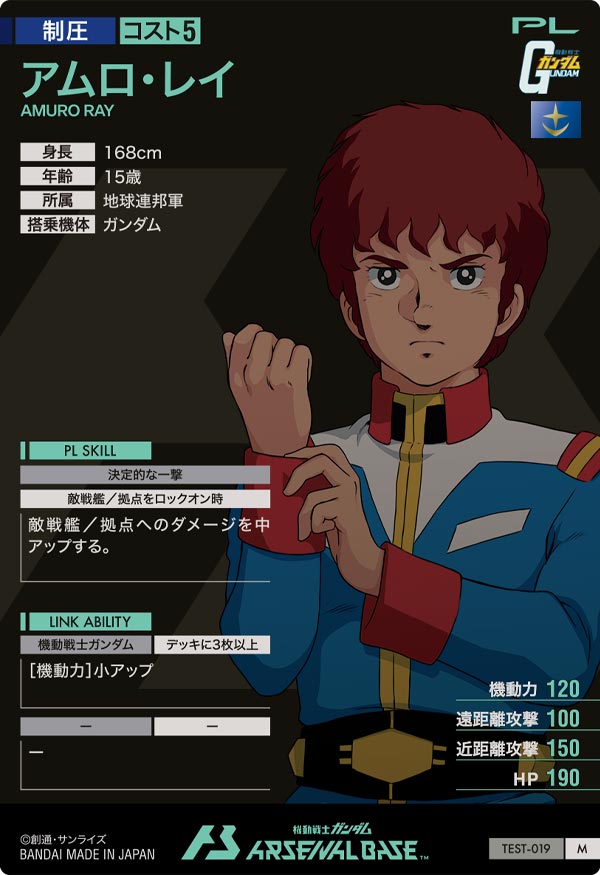 制圧 コスト5
PL
アムロ・レイ
AMURO RAY
機動戦士
ガンダム
GUNDAM
身長 168cm
年齢 15歳
所属 地球連邦軍
搭乗機体 ガンダム
PL SKILL
決定的な一撃
敵戦艦／拠点をロックオン時
敵戦艦／拠点へのダメージを中
アップする。
LINK ABILITY
機動戦士ガンダム デッキに3枚以上
[機動力]小アップ
ー ー
ー
機動力 120
遠距離攻撃 100
近距離攻撃 150
HP 190
©創通・サンライズ
BANDAI MADE IN JAPAN
機動戦士ガンダム
ARSENAL BASE™
TEST-019 M